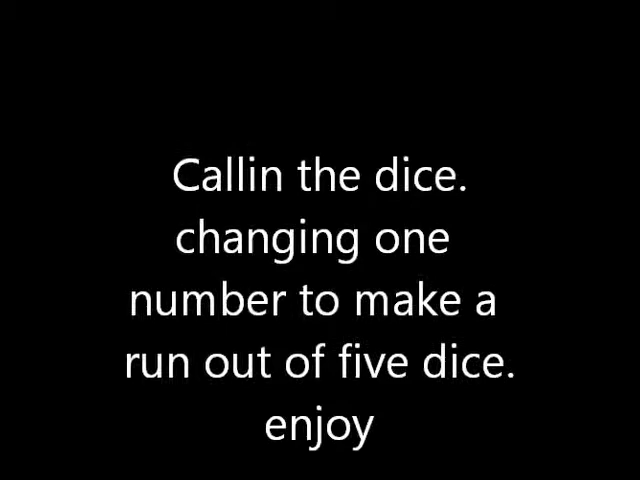 Callin the dice.
changing one
number to make a
run out of five dice.
enjoy